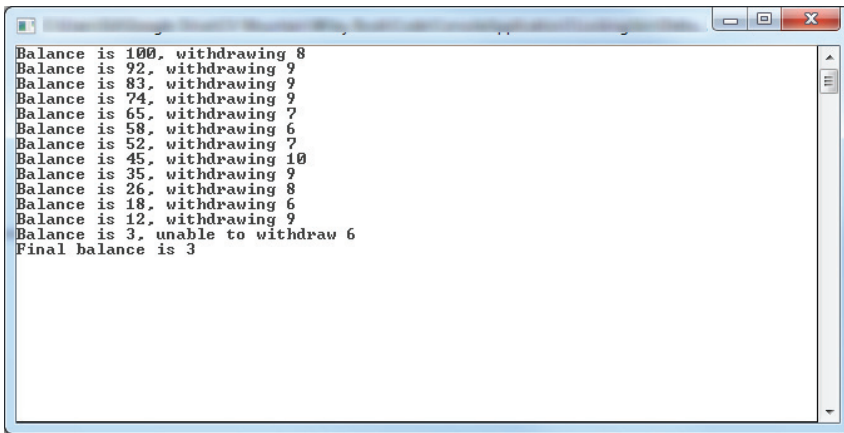 Balance is 100, withdrawing 8
Balance is 92, withdrawing 9
Balance is 83, withdrawing 9
Balance is 74, withdrawing 9
Balance is 65, withdrawing 7
Balance is 58, withdrawing 6
Balance is 52, withdrawing 7
Balance is 45, withdrawing 10
Balance is 35, withdrawing 9
Balance is 26, withdrawing 8
Balance is 18, withdrawing 6
Balance is 12, withdrawing 9
Balance is 3, unable to withdraw 6
Final balance is 3